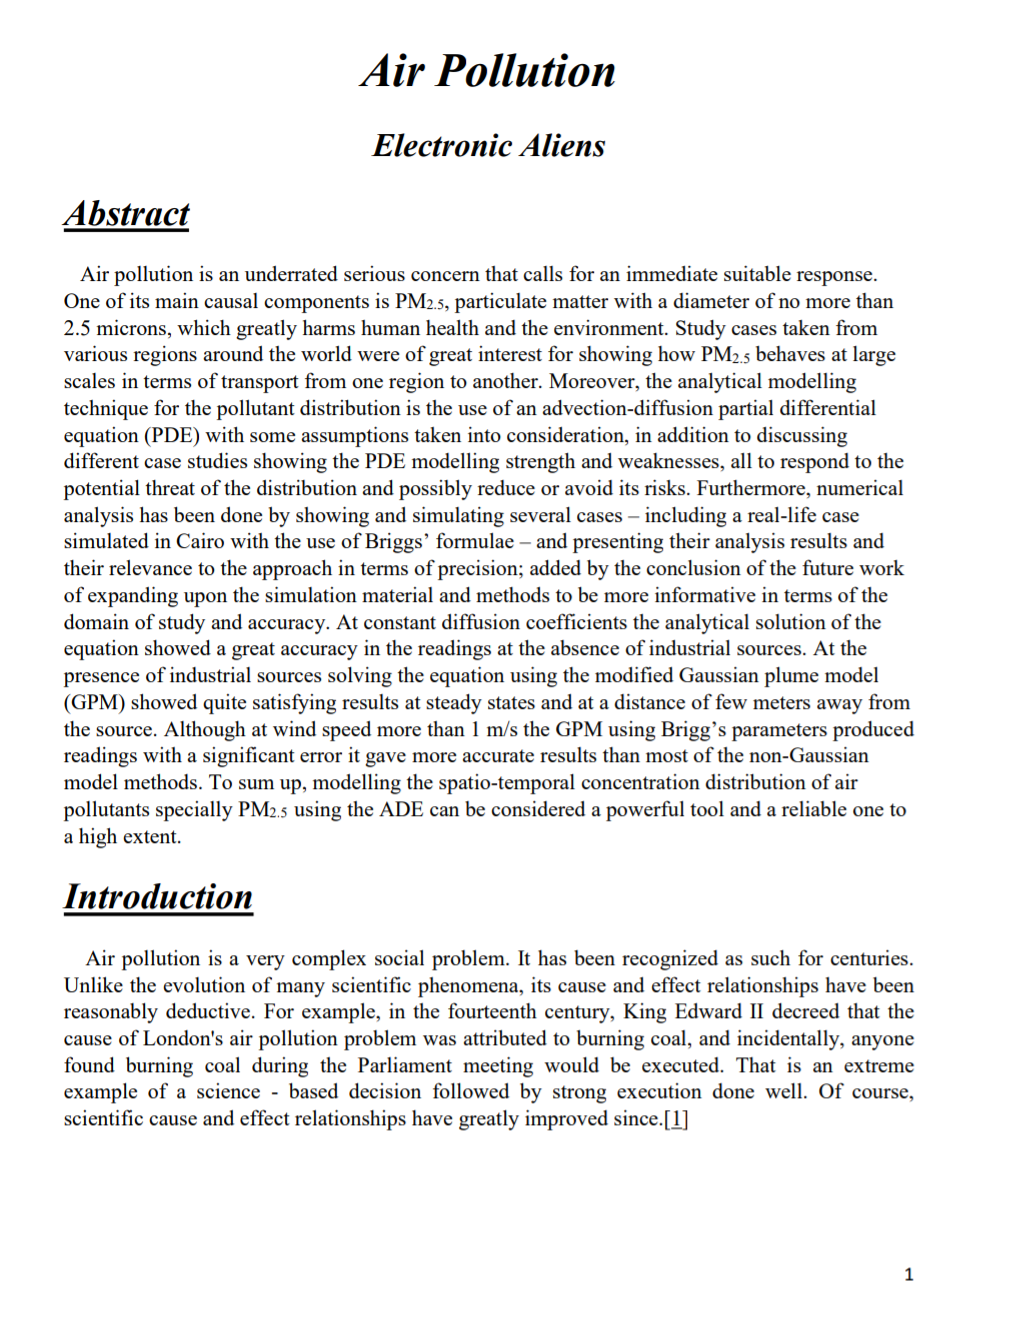 Air Pollution
Electronic Aliens
Abstract
Air pollution is an underrated serious concern that calls for an immediate suitable response.
One of its main causal components is PM2.5, particulate matter with a diameter of no more than
2.5 microns, which greatly harms human health and the environment. Study cases taken from
various regions around the world were of great interest for showing how PM2.5 behaves at large
scales in terms of transport from one region to another. Moreover, the analytical modelling
technique for the pollutant distribution is the use of an advection-diffusion partial differential
equation (PDE) with some assumptions taken into consideration, in addition to discussing
different case studies showing the PDE modelling strength and weaknesses, all to respond to the
potential threat of the distribution and possibly reduce or avoid its risks. Furthermore, numerical
analysis has been done by showing and simulating several cases – including a real-life case
simulated in Cairo with the use of Briggs’ formulae – and presenting their analysis results and
their relevance to the approach in terms of precision; added by the conclusion of the future work
of expanding upon the simulation material and methods to be more informative in terms of the
domain of study and accuracy. At constant diffusion coefficients the analytical solution of the
equation showed a great accuracy in the readings at the absence of industrial sources. At the
presence of industrial sources solving the equation using the modified Gaussian plume model
(GPM) showed quite satisfying results at steady states and at a distance of few meters away from
the source. Although at wind speed more than 1 m/s the GPM using Brigg’s parameters produced
readings with a significant error it gave more accurate results than most of the non-Gaussian
model methods. To sum up, modelling the spatio-temporal concentration distribution of air
pollutants specially PM2.5 using the ADE can be considered a powerful tool and a reliable one to
a high extent.
Introduction
Air pollution is a very complex social problem. It has been recognized as such for centuries.
Unlike the evolution of many scientific phenomena, its cause and effect relationships have been
reasonably deductive. For example, in the fourteenth century, King Edward II decreed that the
cause of London's air pollution problem was attributed to burning coal, and incidentally, anyone
found burning coal during the Parliament meeting would be executed. That is an extreme
example of a science - based decision followed by strong execution done well. Of course,
scientific cause and effect relationships have greatly improved since.[1]
1